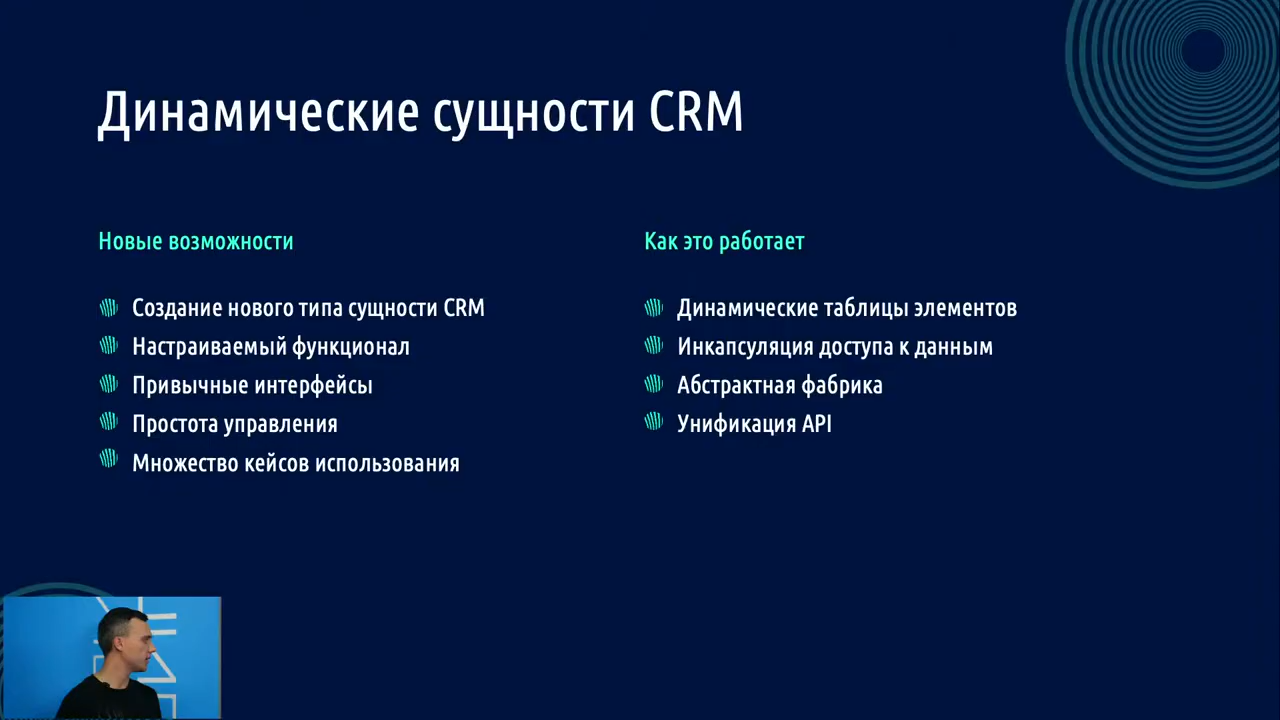 Динамические сущности CRM
Новые возможности
Создание нового типа сущности CRM
Настраиваемый функционал
Привычные интерфейсы
Простота управления
Множество кейсов использования
Как это работает
Динамические таблицы элементов
Инкапсуляция доступа к данным
Абстрактная фабрика
Унификация API